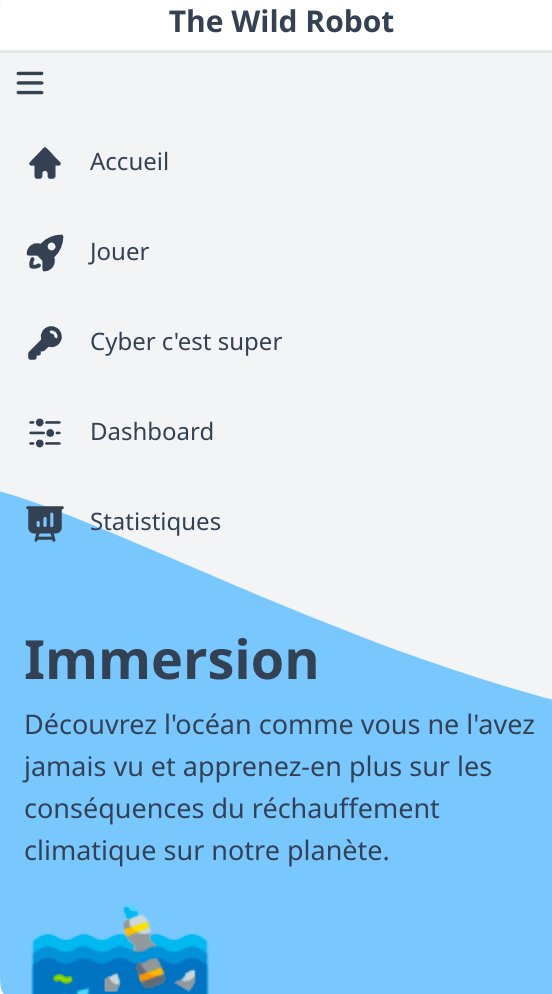 The Wild Robot
Accueil
Jouer
Cyber c'est super
Dashboard
Statistiques
Immersion
Découvrez l'océan comme vous ne l'avez
jamais vu et apprenez-en plus sur les
conséquences du réchauffement
climatique sur notre planète.